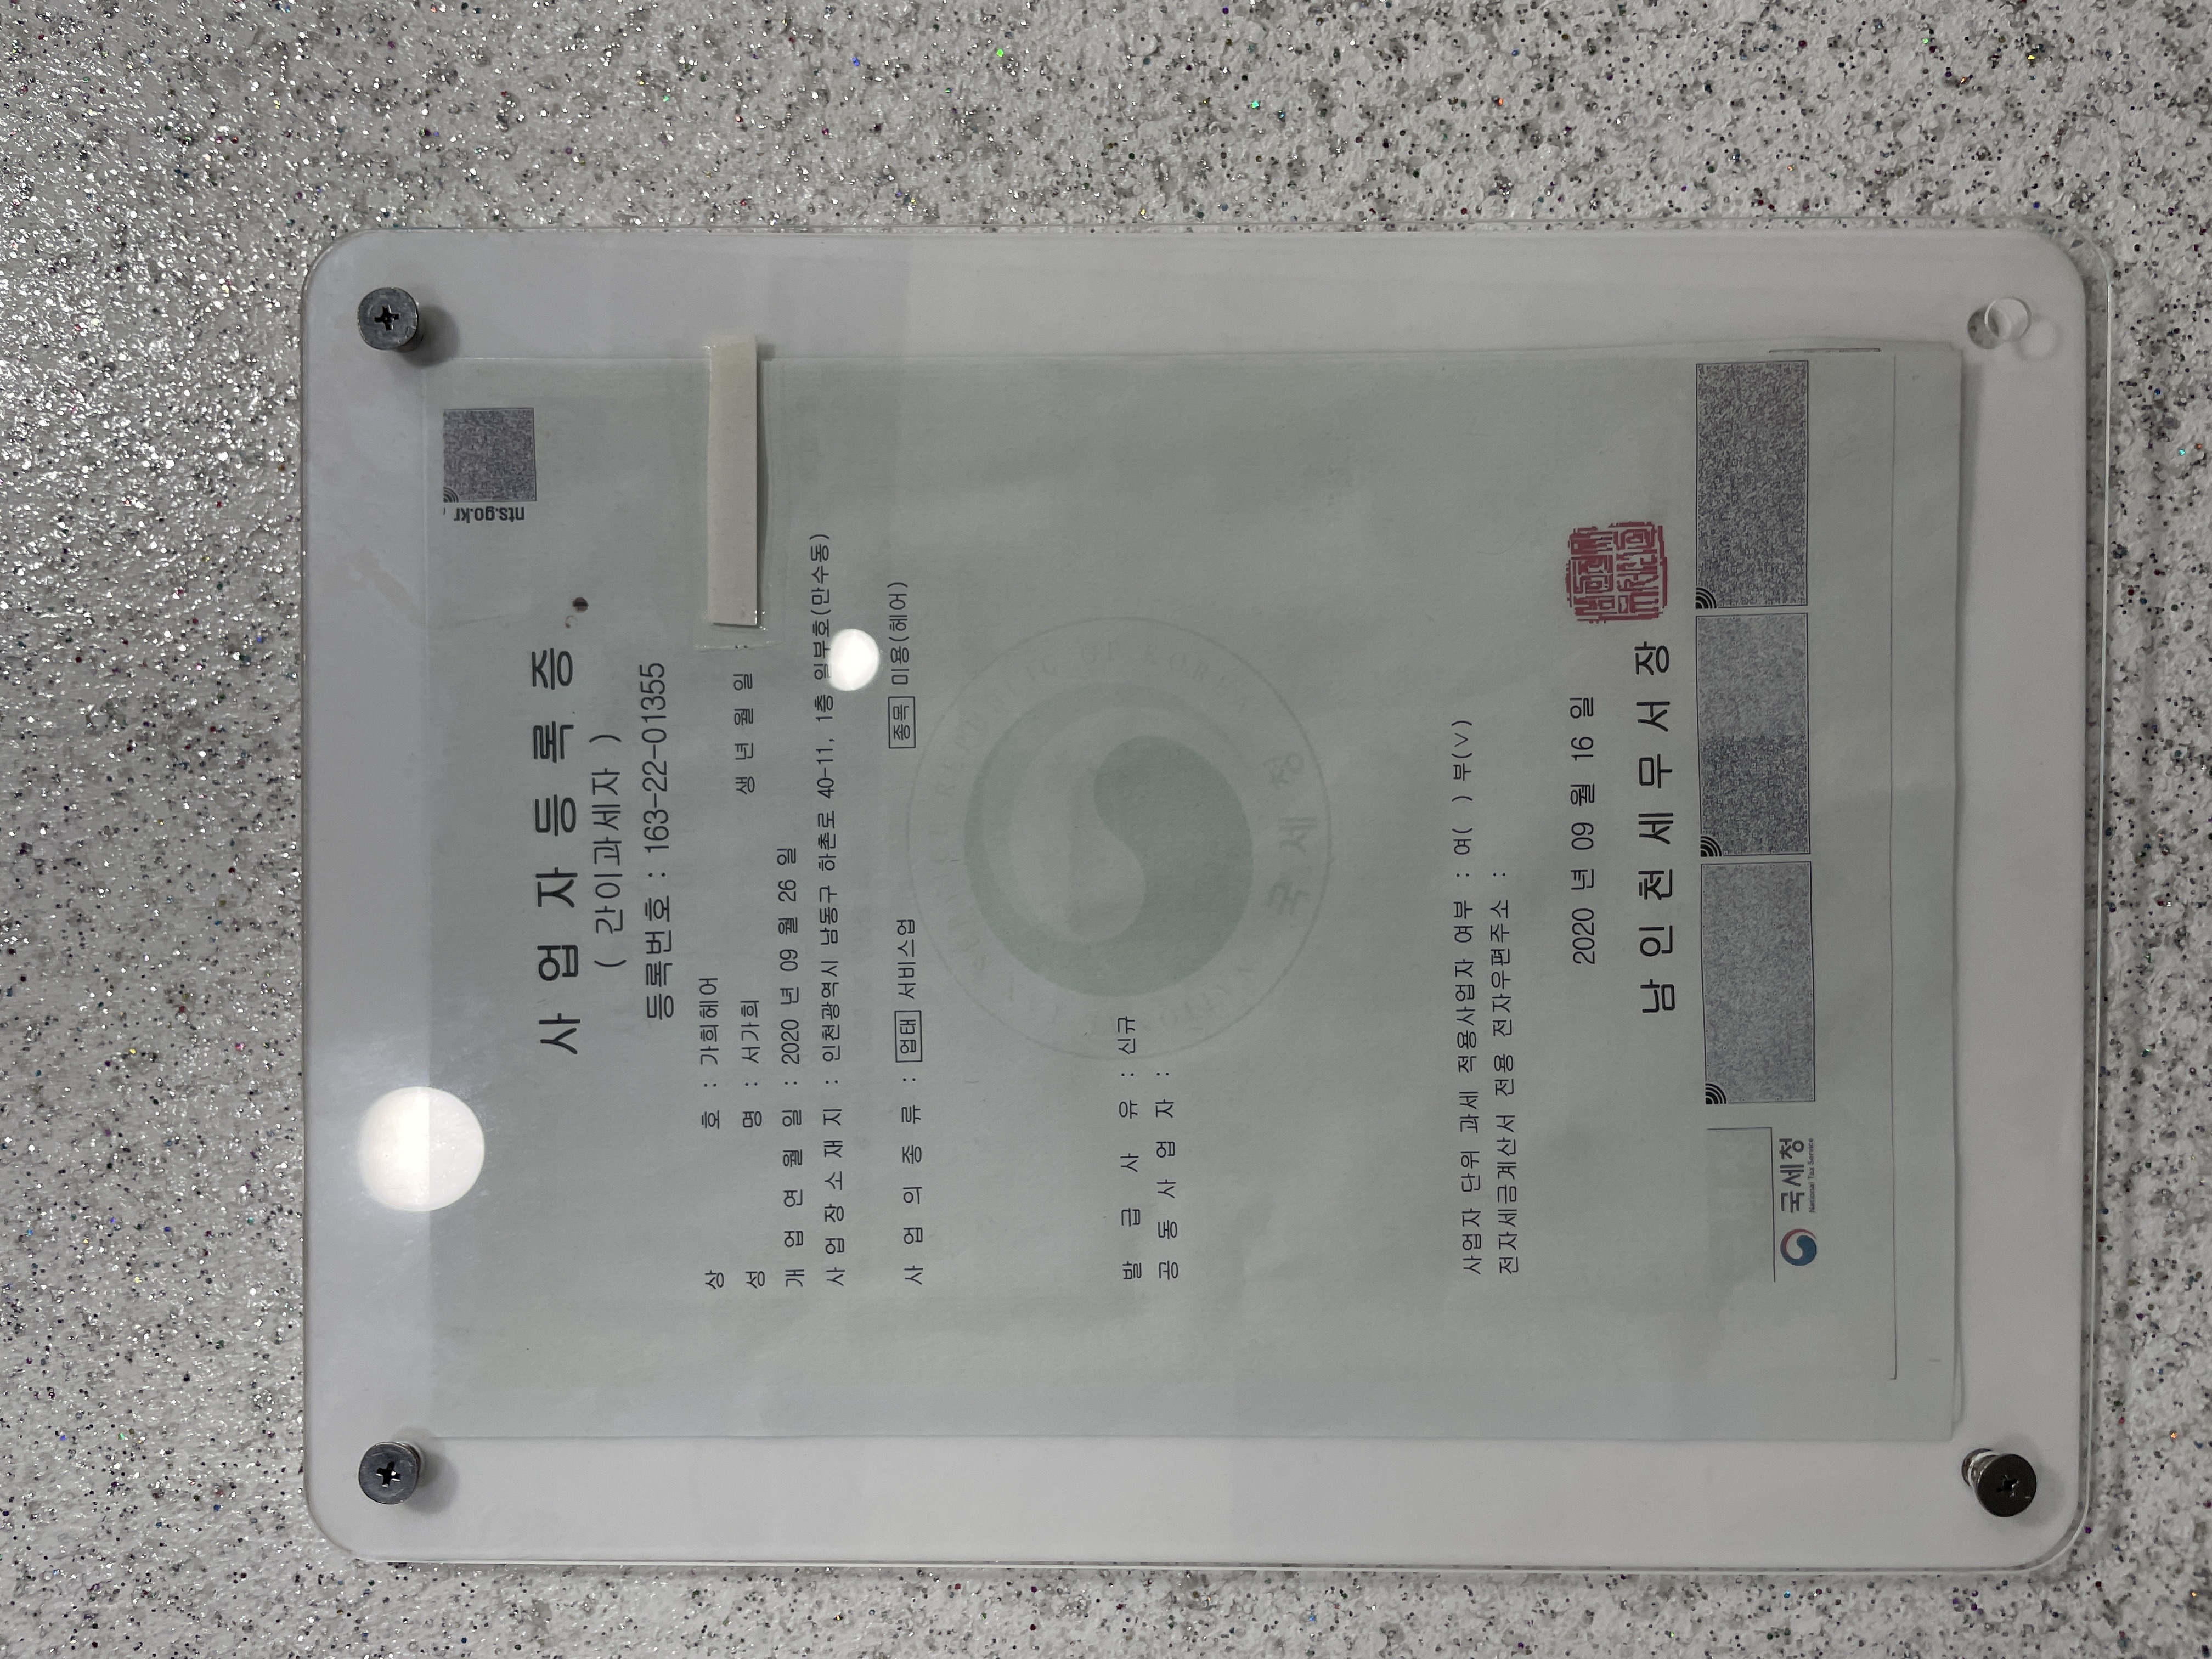 nts.go.kr
사업자등록증
( 간이과세자 )
등록번호 : 163-22-01355
상 호 : 가희헤어
성 명 : 서가희 생 년 월 일
개 업 연 월 일 : 2020 년 09 월 26 일
사 업 장 소 재 지 : 인천광역시 남동구 하촌로 40-11, 1층 일부호(만수동)
사 업 의 종 류 : 업태 서비스업 종목 미용(헤어)
국세청
발 급 사 유 : 신규
공 동 사 업 자 :
사업자 단위 과세 적용사업자 여부 : 여( ) 부(∨)
전자세금계산서 전용 전자우편주소 :
2020 년 09 월 16 일
남 인 천 세 무 서 장
국세청
National Tax Service